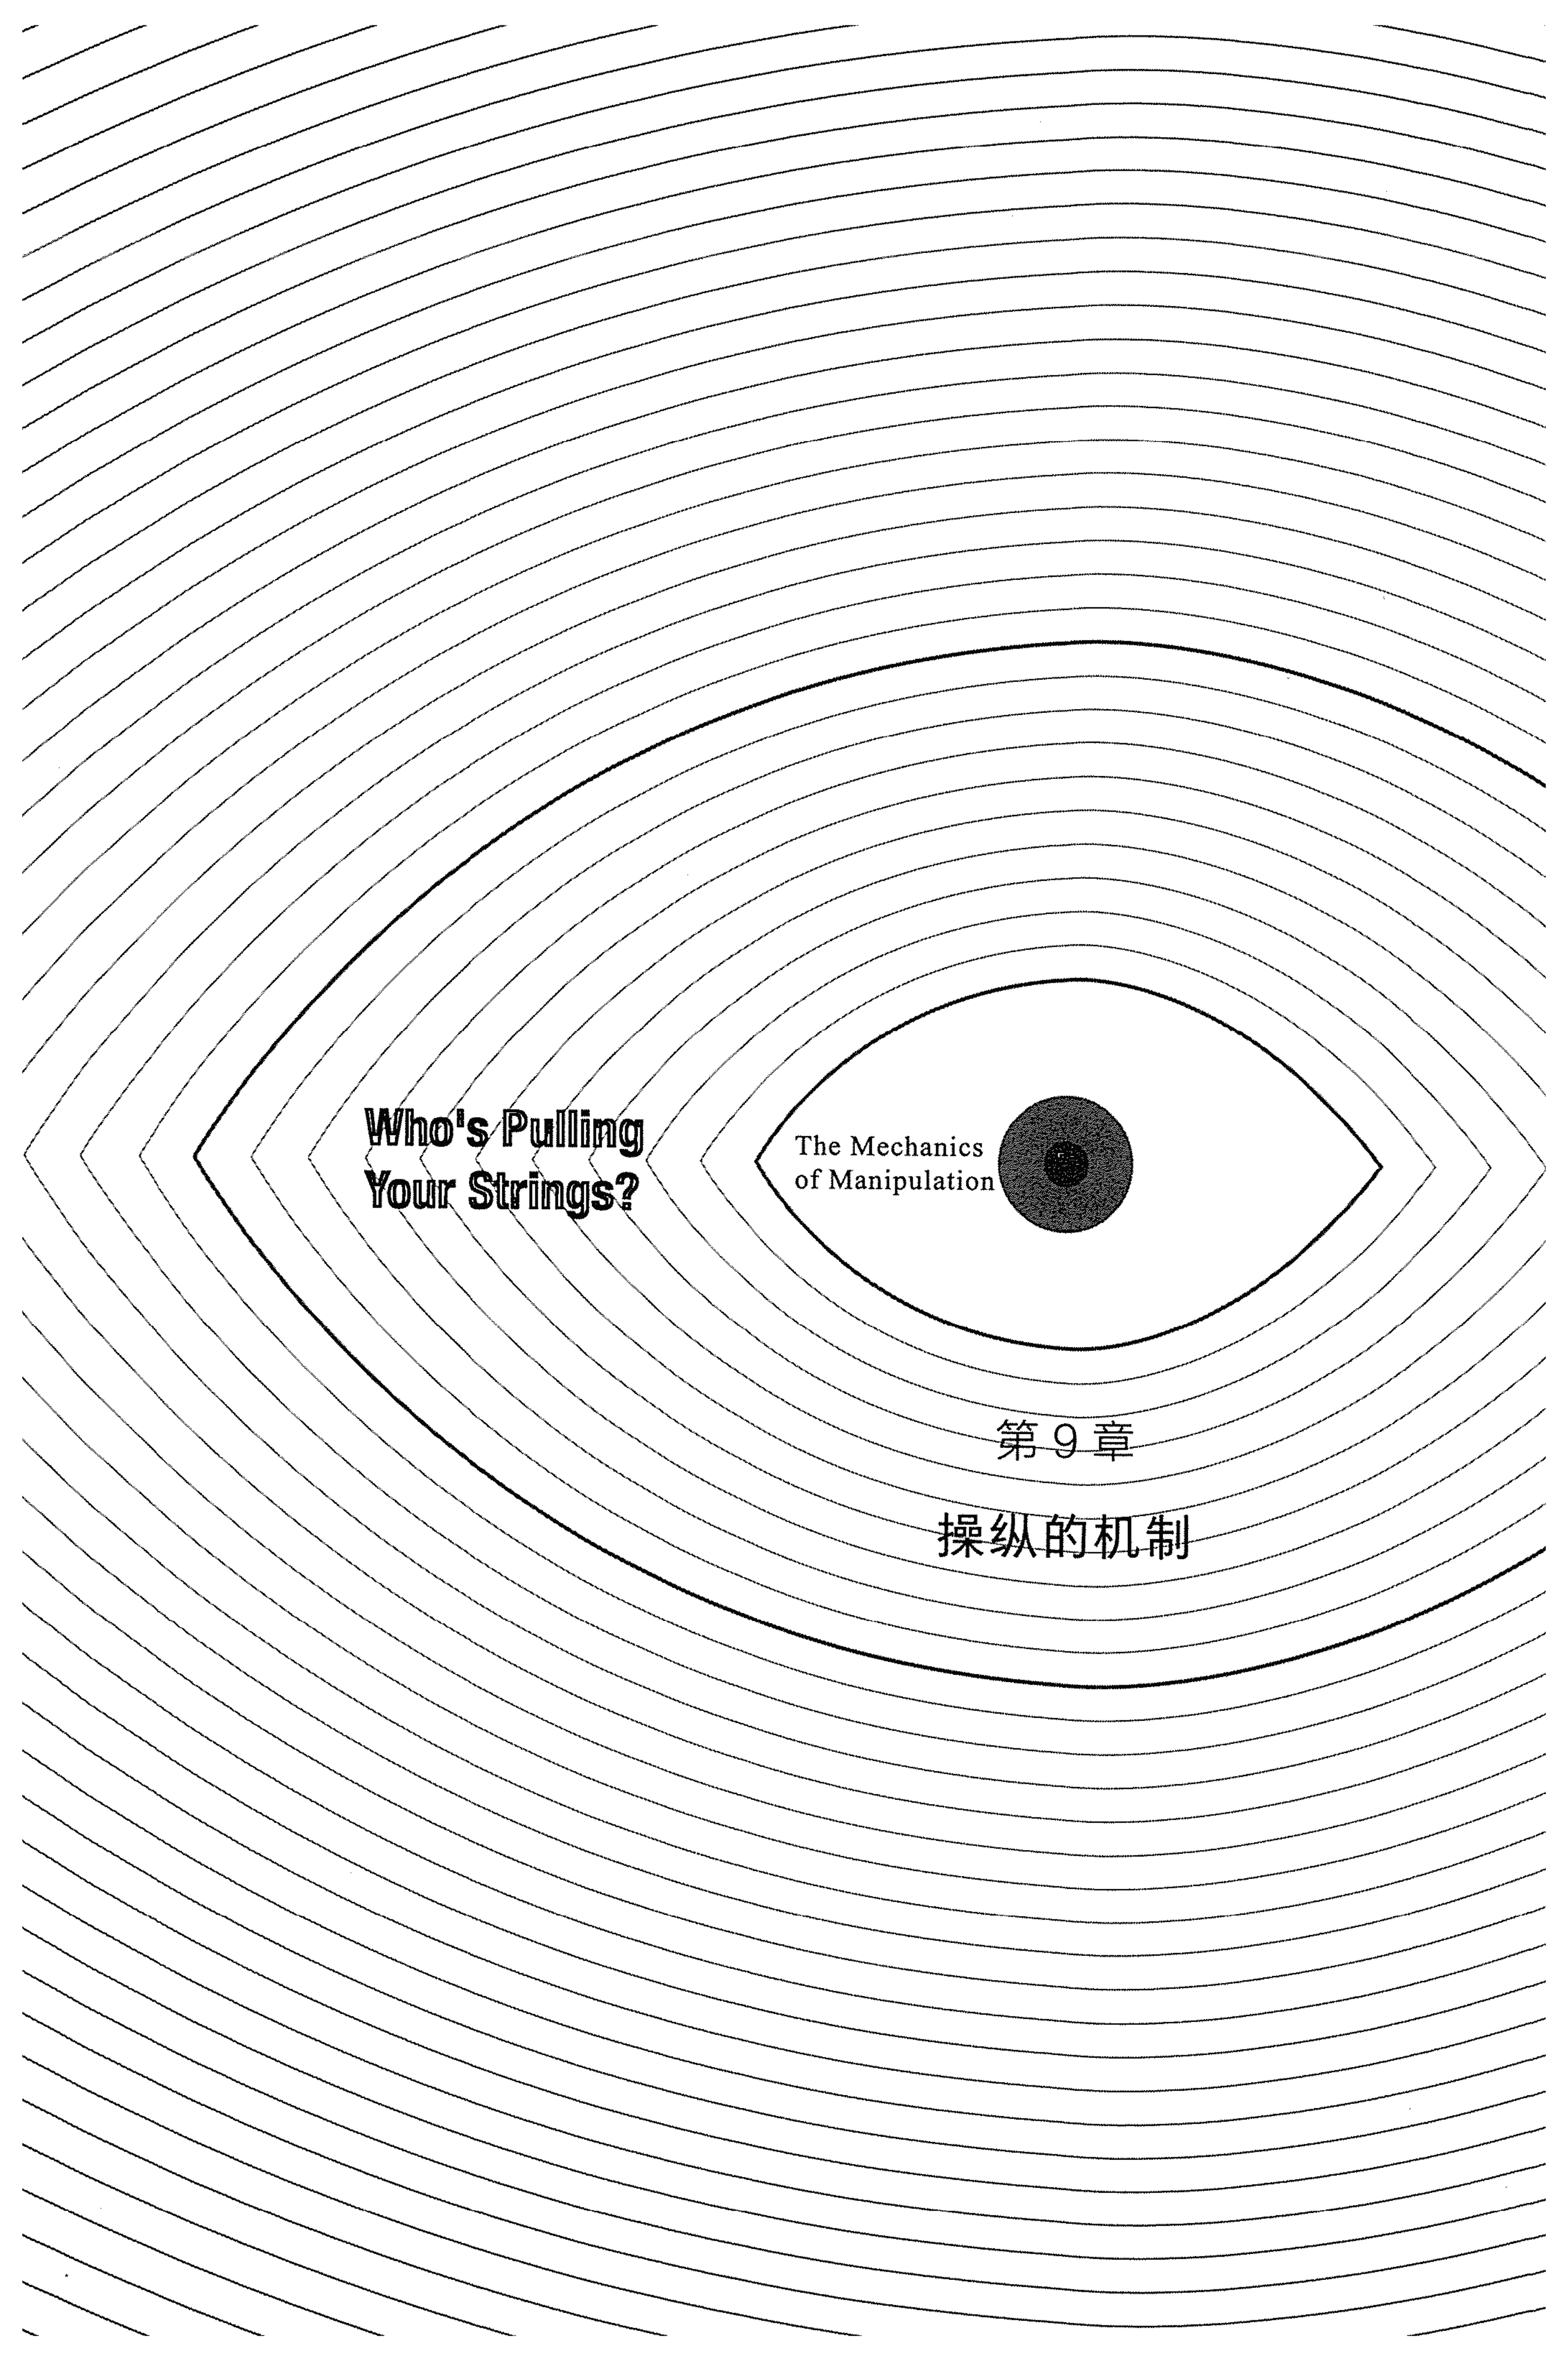 Who's Pulling
Your Strings?
The Mechanics
of Manipulation
第9章
操纵的机制